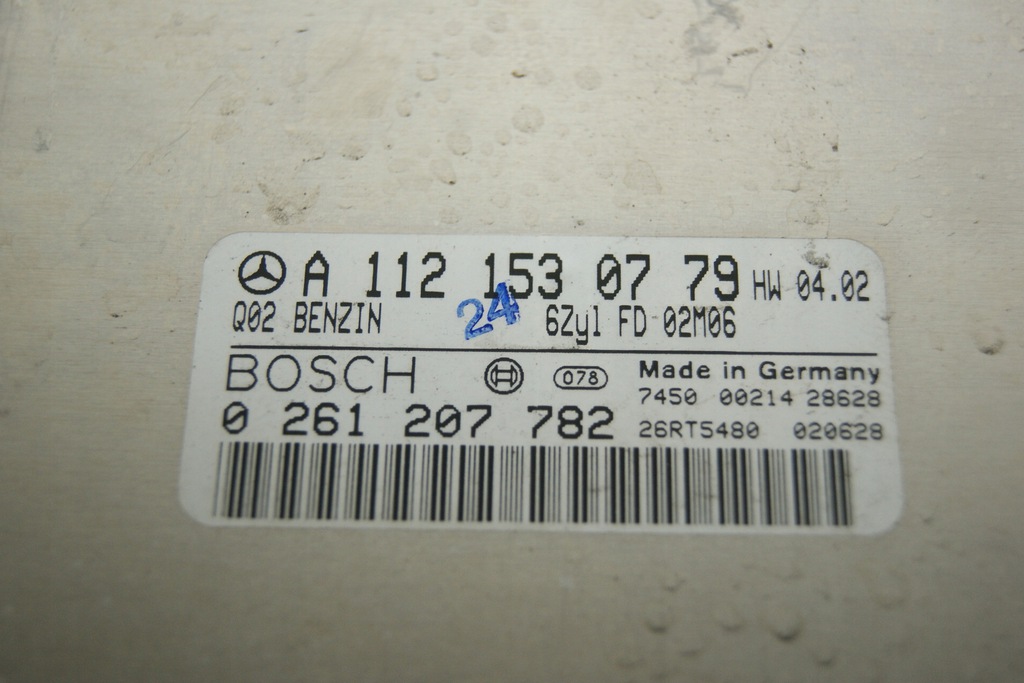 A 112 153 07 79 HW 04.02
Q02 BENZIN 24 6Zyl FD 02M06
BOSCH 078 Made in Germany
7450 00214 28628
0 261 207 782 26RT5480 020628